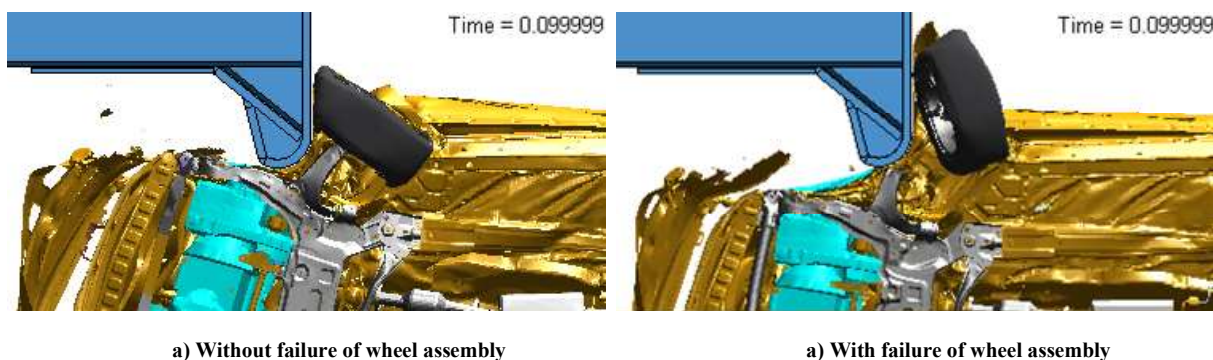 Time = 0.099999
Time = 0.099999
a) Without failure of wheel assembly
a) With failure of wheel assembly